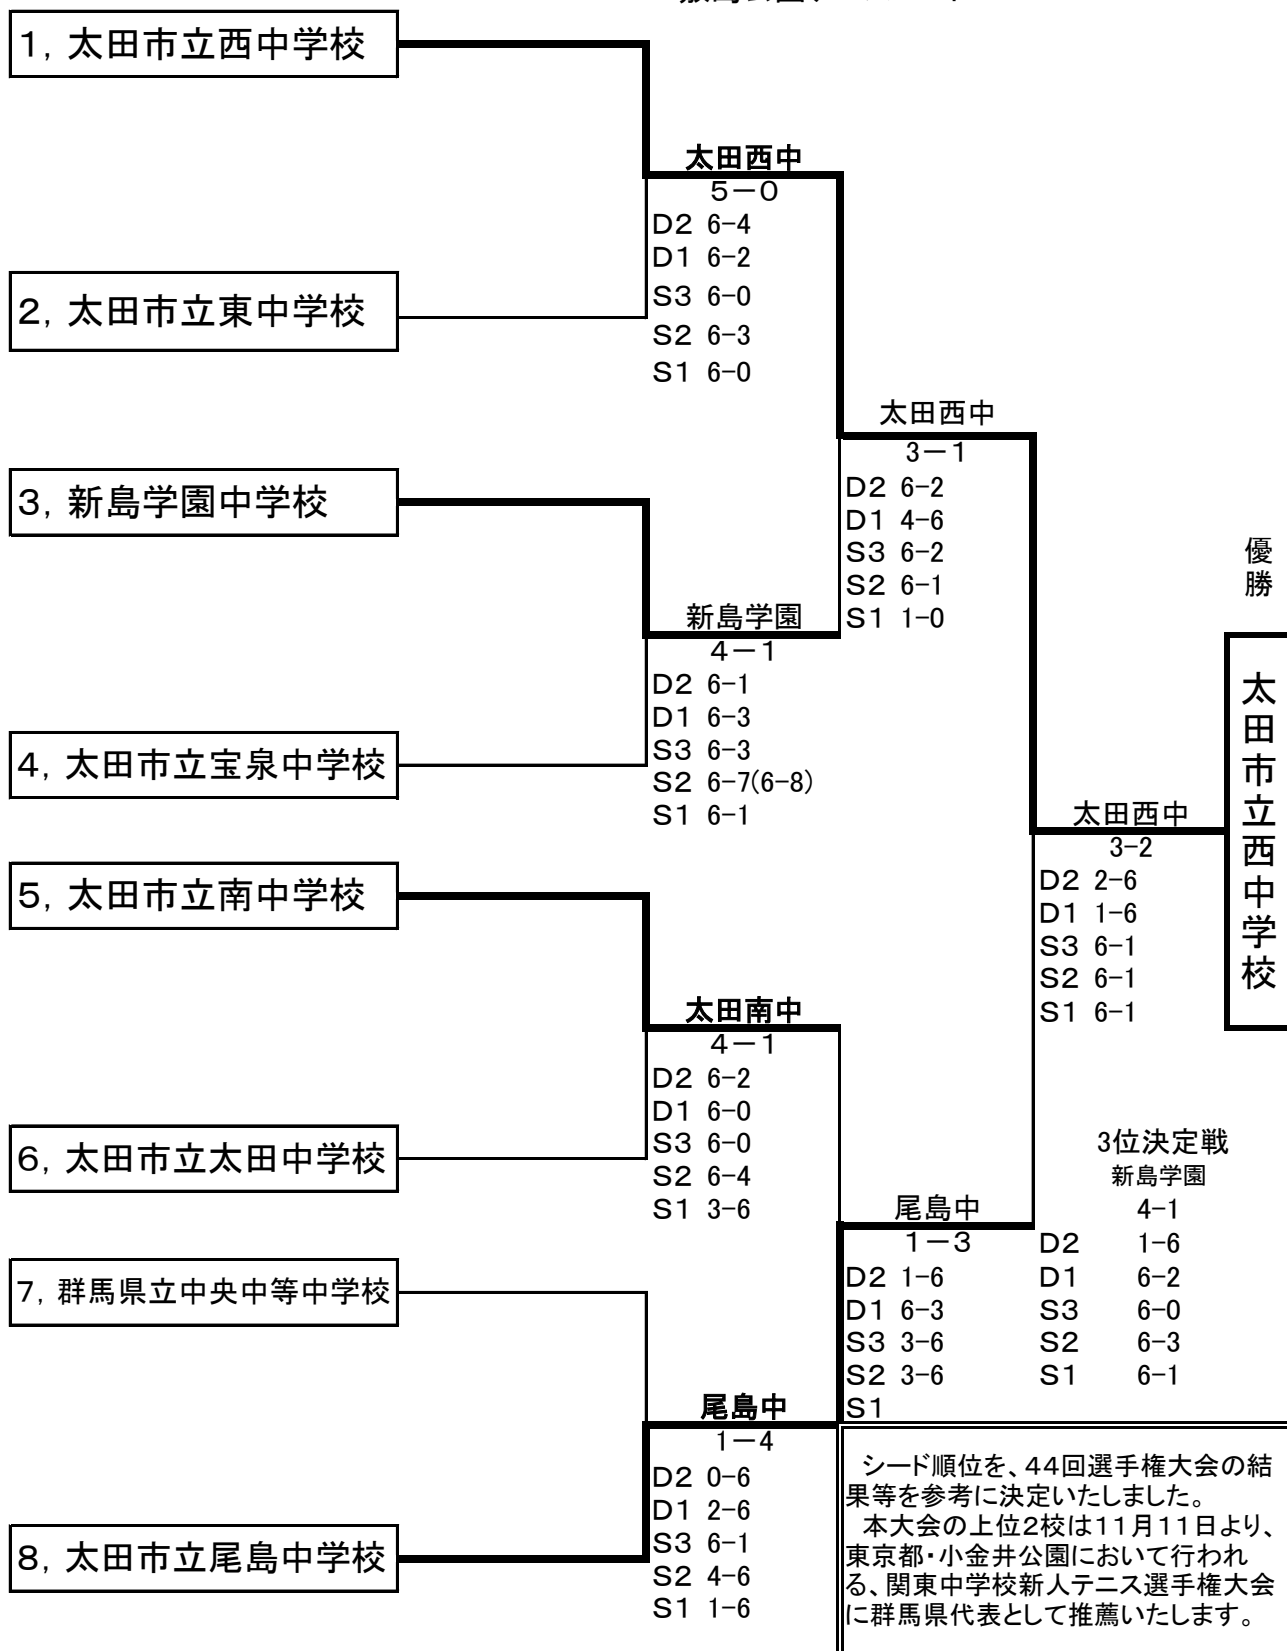 1, 太田市立西中学校
太田西中
5－0
D2 6-4
D1 6-2
2, 太田市立東中学校
S3 6-0
S2 6-3
S1 6-0
太田西中
3－1
3, 新島学園中学校
D2 6-2
D1 4-6
S3 6-2
S2 6-1
S1 1-0
優勝
新島学園
4－1
D2 6-1
D1 6-3
4, 太田市立宝泉中学校
S3 6-3
S2 6-7(6-8)
S1 6-1
太田市立西中学校
太田西中
3-2
D2 2-6
D1 1-6
S3 6-1
S2 6-1
S1 6-1
5, 太田市立南中学校
太田南中
4－1
D2 6-2
D1 6-0
6, 太田市立太田中学校
S3 6-0
S2 6-4
S1 3-6
3位決定戦
新島学園
4-1
D2 1-6
D1 6-2
S3 6-0
S2 6-3
S1 6-1
尾島中
1－3
D2 1-6
D1 6-3
S3 3-6
S2 3-6
S1
7, 群馬県立中央中等中学校
尾島中
1－4
D2 0-6
D1 2-6
S3 6-1
8, 太田市立尾島中学校
S2 4-6
S1 1-6
シード順位を、44回選手権大会の結
果等を参考に決定いたしました。
本大会の上位2校は11月11日より、
東京都・小金井公園において行われ
る、関東中学校新人テニス選手権大会
に群馬県代表として推薦いたします。